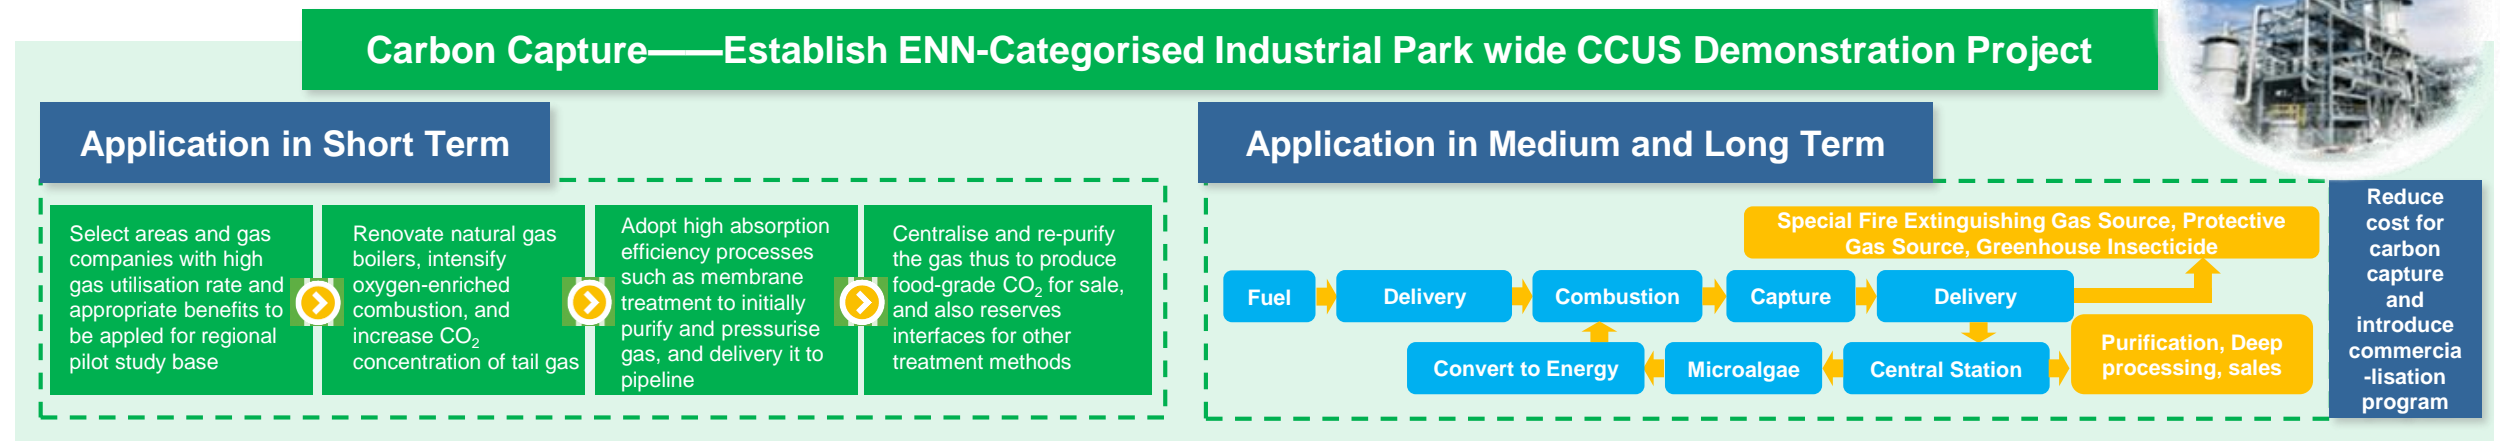 Carbon Capture——Establish ENN-Categorised Industrial Park wide CCUS Demonstration Project
Application in Short Term
Select areas and gas
companies with high
gas utilisation rate and
appropriate benefits to
be appled for regional
pilot study base
Renovate natural gas
boilers, intensify
oxygen-enriched
combustion, and
increase CO₂
concentration of tail gas
Adopt high absorption
efficiency processes
such as membrane
treatment to initially
purify and pressurise
gas, and delivery it to
pipeline
Centralise and re-purify
the gas thus to produce
food-grade CO₂ for sale,
and also reserves
interfaces for other
treatment methods
Application in Medium and Long Term
Special Fire Extinguishing Gas Source, Protective
Gas Source, Greenhouse Insecticide
Fuel
Delivery
Combustion
Capture
Delivery
Convert to Energy
Microalgae
Central Station
Purification, Deep
processing, sales
Reduce
cost for
carbon
capture
and
introduce
commercia
-lisation
program